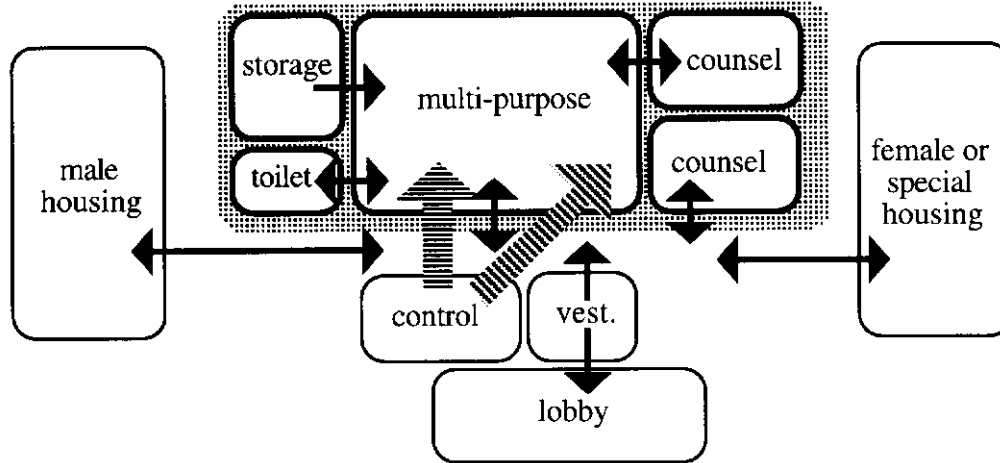 storage
multi-purpose
counsel
toilet
counsel
male
housing
female or
special
housing
control
vest.
lobby